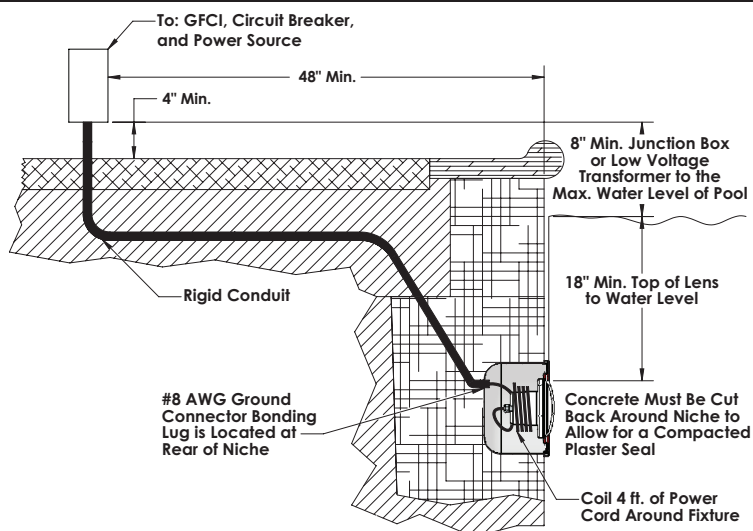 To: GFCI, Circuit Breaker,
and Power Source
48" Min.
4" Min.
8" Min. Junction Box
or Low Voltage
Transformer to the
Max. Water Level of Pool
18" Min. Top of Lens
to Water Level
Rigid Conduit
#8 AWG Ground
Connector Bonding
Lug is Located at
Rear of Niche
Concrete Must Be Cut
Back Around Niche to
Allow for a Compacted
Plaster Seal
Coil 4 ft. of Power
Cord Around Fixture